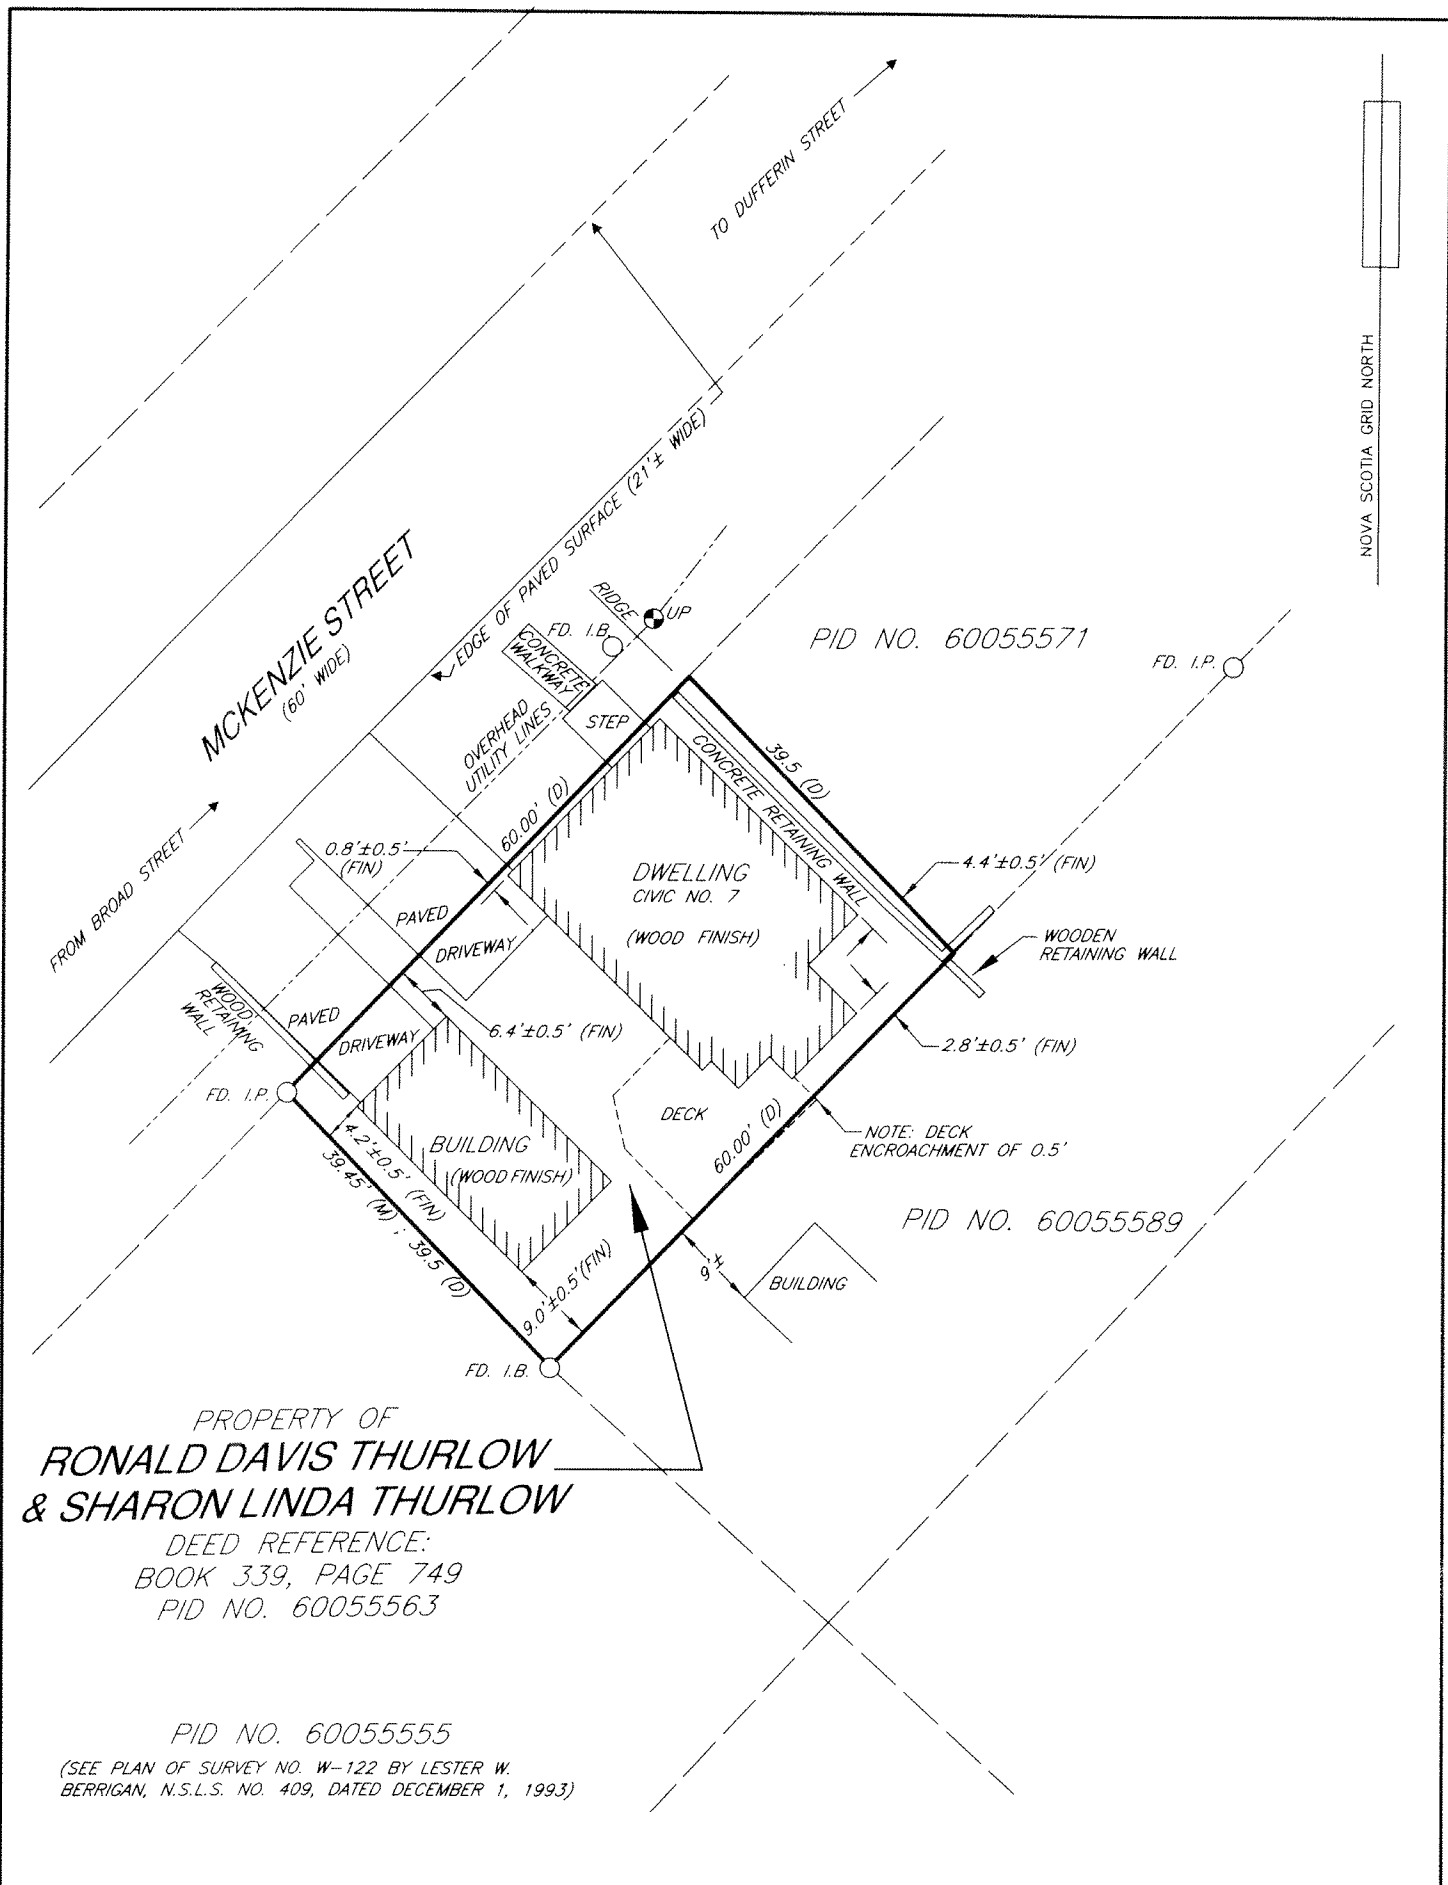 TO DUFFERIN STREET
NOVA SCOTIA GRID NORTH
MCKENZIE STREET
(60' WIDE)
EDGE OF PAVED SURFACE (21'± WIDE)
RIDGE
UP
FD. I.B.
CONCRETE
WALKWAY
STEP
OVERHEAD
UTILITY LINES
PID NO. 60055571
FD. I.P.
FROM BROAD STREET
60.00' (D)
39.5 (D)
CONCRETE RETAINING WALL
0.8'±0.5'
(FIN)
DWELLING
CIVIC NO. 7
(WOOD FINISH)
4.4'±0.5' (FIN)
PAVED
DRIVEWAY
WOODEN
RETAINING WALL
WOOD
RETAINING
WALL
PAVED
DRIVEWAY
6.4'±0.5' (FIN)
2.8'±0.5' (FIN)
FD. I.P.
DECK
60.00' (D)
NOTE: DECK
ENCROACHMENT OF 0.5'
BUILDING
(WOOD FINISH)
4.2'±0.5' (FIN)
39.45' (M) ; 39.5 (D)
PID NO. 60055589
9'±
BUILDING
9.0'±0.5'(FIN)
FD. I.B.
PROPERTY OF
RONALD DAVIS THURLOW
& SHARON LINDA THURLOW
DEED REFERENCE:
BOOK 339, PAGE 749
PID NO. 60055563
PID NO. 60055555
(SEE PLAN OF SURVEY NO. W-122 BY LESTER W.
BERRIGAN, N.S.L.S. NO. 409, DATED DECEMBER 1, 1993)